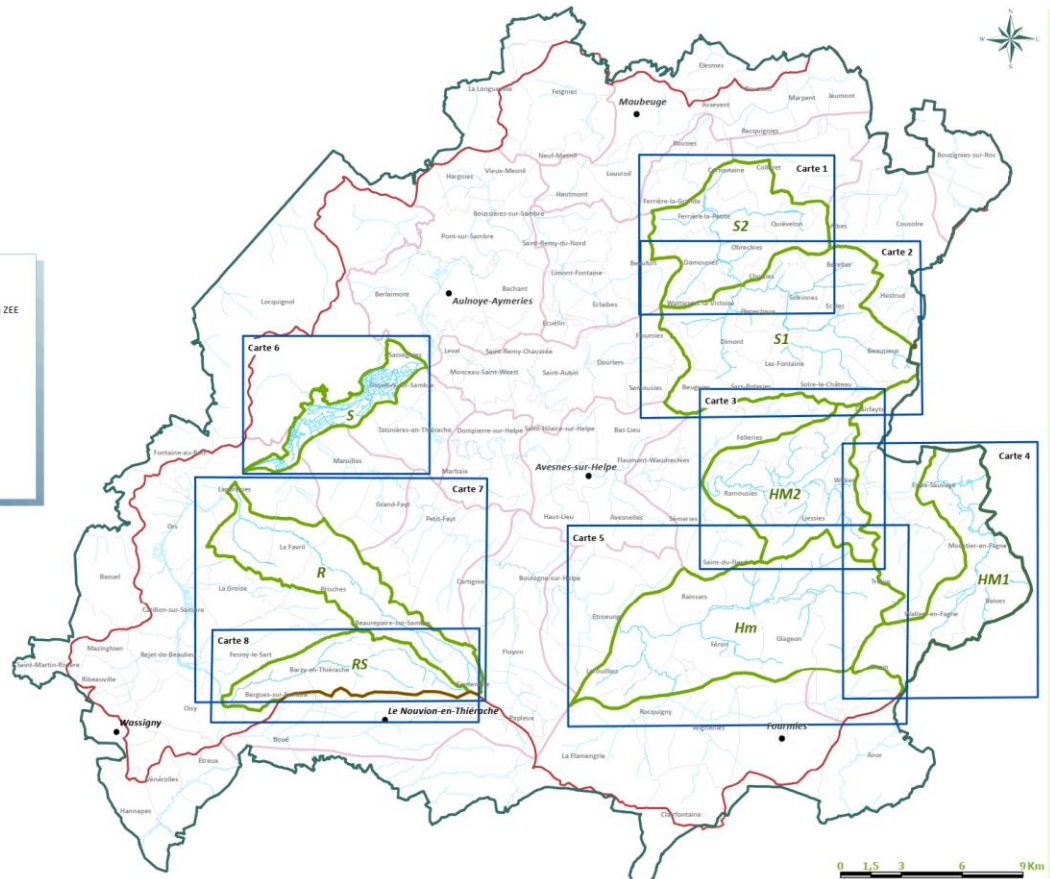 N
W
E
S
ZEE
Elesmes
La Longueville
Feignies
Assevent
Marpent
Jeumont
Maubeuge
Recquignies
Rousies
Bousignies-sur-Roc
Neuf-Mesnil
Vieux-Mesnil
Hargnies
Louvroil
Hautmont
Carte 1
Cerfontaine
Colleret
Ferrière-la-Grande
Ferrière-la-Petite
S2
Quiévelon
Cousolre
Boussières-sur-Sambre
Pont-sur-Sambre
Saint-Remy-du-Nord
Obrechies
Carte 2
Beaufort
Damousies
Choisies
Bérelles
Limont-Fontaine
Bachant
Berlaimont
Locquignol
Aulnoye-Aymeries
Eclaibes
Wattignies-la-Victoire
Solrinnes
Eccles
Hestrud
Dimechaux
Ecuélin
Floursies
Dimont
S1
Carte 6
Sassegnies
Leval
Saint-Remy-Chaussée
Beaurieux
Monceau-Saint-Waast
Saint-Aubin
Dourlers
Lez-Fontaine
Semousies
Beugnies
Sars-Poteries
Solre-le-Château
S
Carte 3
Clairfayts
Taisnières-en-Thiérache
Dompierre-sur-Helpe
Saint-Hilaire-sur-Helpe
Bas-Lieu
Felleries
Carte 4
Fontaine-au-Bois
Maroilles
Marbaix
Avesnes-sur-Helpe
Flaumont-Waudrechies
Eppe-Sauvage
Carte 7
Landrecies
Ramousies
HM2
Willies
Grand-Fayt
Petit-Fayt
Haut-Lieu
Avesnelles
Sémeries
Liessies
Ors
Carte 5
Moustier-en-Fagne
Le Favril
Sains-du-Nord
HM1
Bazuel
R
Cartignies
Boulogne-sur-Helpe
Trélon
La Groise
Prisches
Rainsars
Baives
Catillon-sur-Sambre
Etroeungt
Wallers-en-Fagne
Beaurepaire-sur-Sambre
Hm
Carte 8
Glageon
Féron
Mazinghien
Rejet-de-Beaulieu
Fesmy-le-Sart
Floyon
Saint-Martin-Rivière
RS
Barzy-en-Thiérache
Larouillies
Ohain
Ribeauville
Bergues-sur-Sambre
Fontenelle
Oisy
Le Nouvion-en-Thiérache
Papleux
Rocquigny
Wignehies
Fourmies
Wassigny
Boué
La Flamengrie
Anor
Étreux
Vénérolles
Hannapes
Clairfontaine
0 1,5 3 6 9 Km